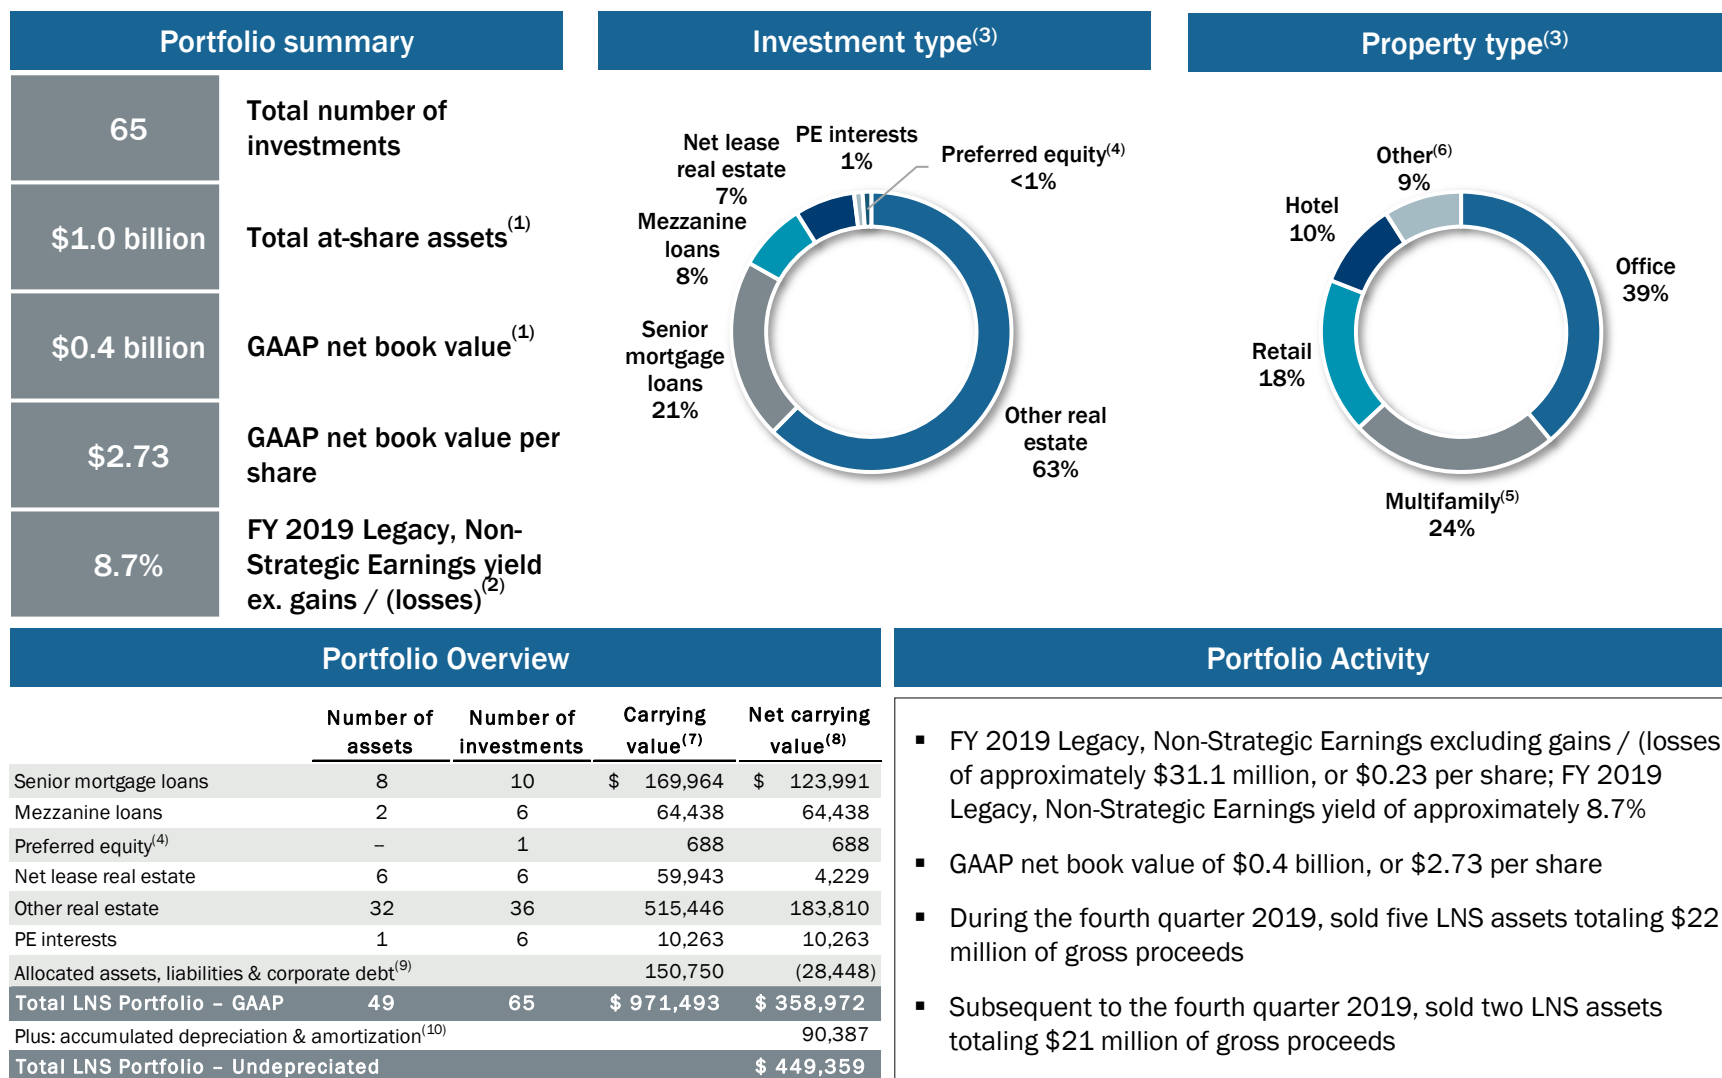 Portfolio summary
65
Total number of
investments
$1.0 billion
Total at-share assets(1)
$0.4 billion
GAAP net book value(1)
$2.73
GAAP net book value per
share
8.7%
FY 2019 Legacy, Non-
Strategic Earnings yield
ex. gains / (losses)(2)
Investment type(3)
Net lease
real estate
7%
PE interests
1%
Preferred equity(4)
<1%
Mezzanine
loans
8%
Senior
mortgage
loans
21%
Other real
estate
63%
Property type(3)
Other(6)
9%
Hotel
10%
Office
39%
Retail
18%
Multifamily(5)
24%
Portfolio Overview
Number of assets Number of investments Carrying value(7) Net carrying value(8)
Senior mortgage loans 8 10 $ 169,964 $ 123,991
Mezzanine loans 2 6 64,438 64,438
Preferred equity(4) – 1 688 688
Net lease real estate 6 6 59,943 4,229
Other real estate 32 36 515,446 183,810
PE interests 1 6 10,263 10,263
Allocated assets, liabilities & corporate debt(9) 150,750 (28,448)
Total LNS Portfolio – GAAP 49 65 $ 971,493 $ 358,972
Plus: accumulated depreciation & amortization(10) 90,387
Total LNS Portfolio – Undepreciated $ 449,359
Portfolio Activity
▪ FY 2019 Legacy, Non-Strategic Earnings excluding gains / (losses
of approximately $31.1 million, or $0.23 per share; FY 2019
Legacy, Non-Strategic Earnings yield of approximately 8.7%
▪ GAAP net book value of $0.4 billion, or $2.73 per share
▪ During the fourth quarter 2019, sold five LNS assets totaling $22
million of gross proceeds
▪ Subsequent to the fourth quarter 2019, sold two LNS assets
totaling $21 million of gross proceeds